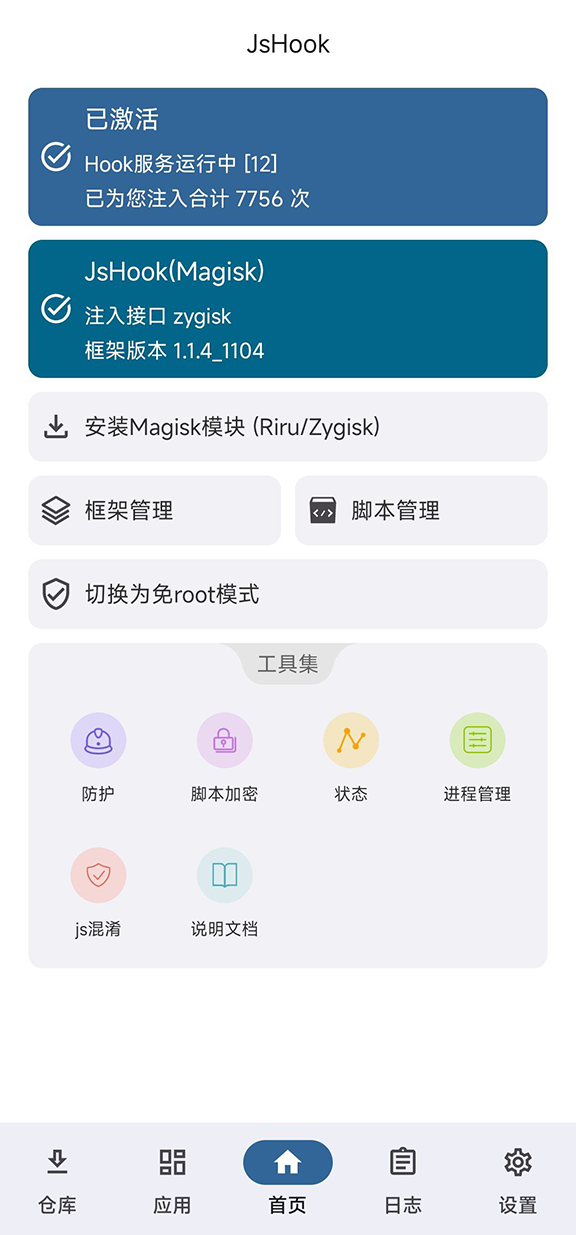 JsHook
已激活
Hook服务运行中 [12]
已为您注入合计 7756 次
JsHook(Magisk)
注入接口 zygisk
框架版本 1.1.4_1104
安装Magisk模块 (Riru/Zygisk)
框架管理 脚本管理
切换为免root模式
工具集
防护 脚本加密 状态 进程管理
js混淆 说明文档
仓库 应用 首页 日志 设置